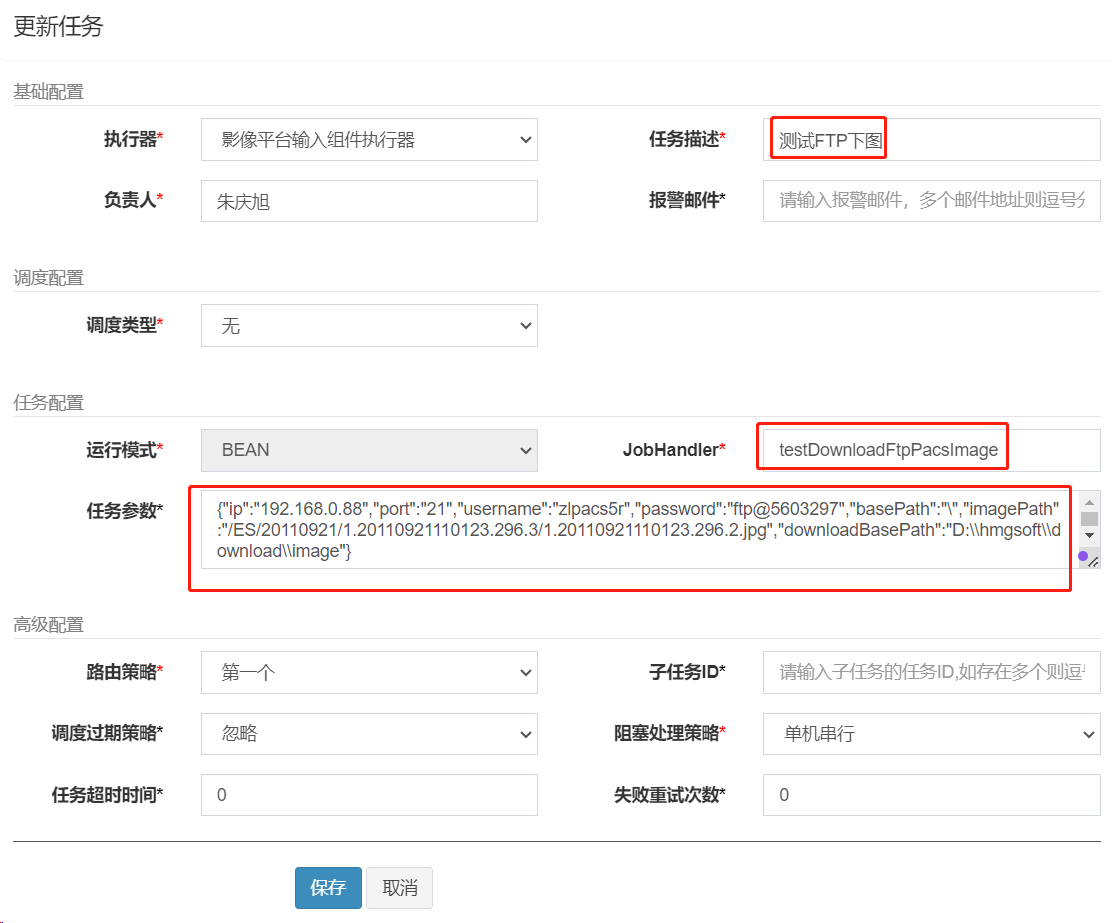 更新任务
基础配置
执行器* 影像平台输入组件执行器 任务描述* 测试FTP下图
负责人* 朱庆旭 报警邮件* 请输入报警邮件，多个邮件地址则逗号分
调度配置
调度类型* 无
任务配置
运行模式* BEAN JobHandler* testDownloadFtpPacsImage
任务参数* {"ip":"192.168.0.88","port":"21","username":"zlpacs5r","password":"ftp@5603297","basePath":"\","imagePath"
:"/ES/20110921/1.20110921110123.296.3/1.20110921110123.296.2.jpg","downloadBasePath":"D:\\hmgsoft\\d
ownload\\image"}
高级配置
路由策略* 第一个 子任务ID* 请输入子任务的任务ID,如存在多个则逗
调度过期策略* 忽略 阻塞处理策略* 单机串行
任务超时时间* 0 失败重试次数* 0
保存 取消